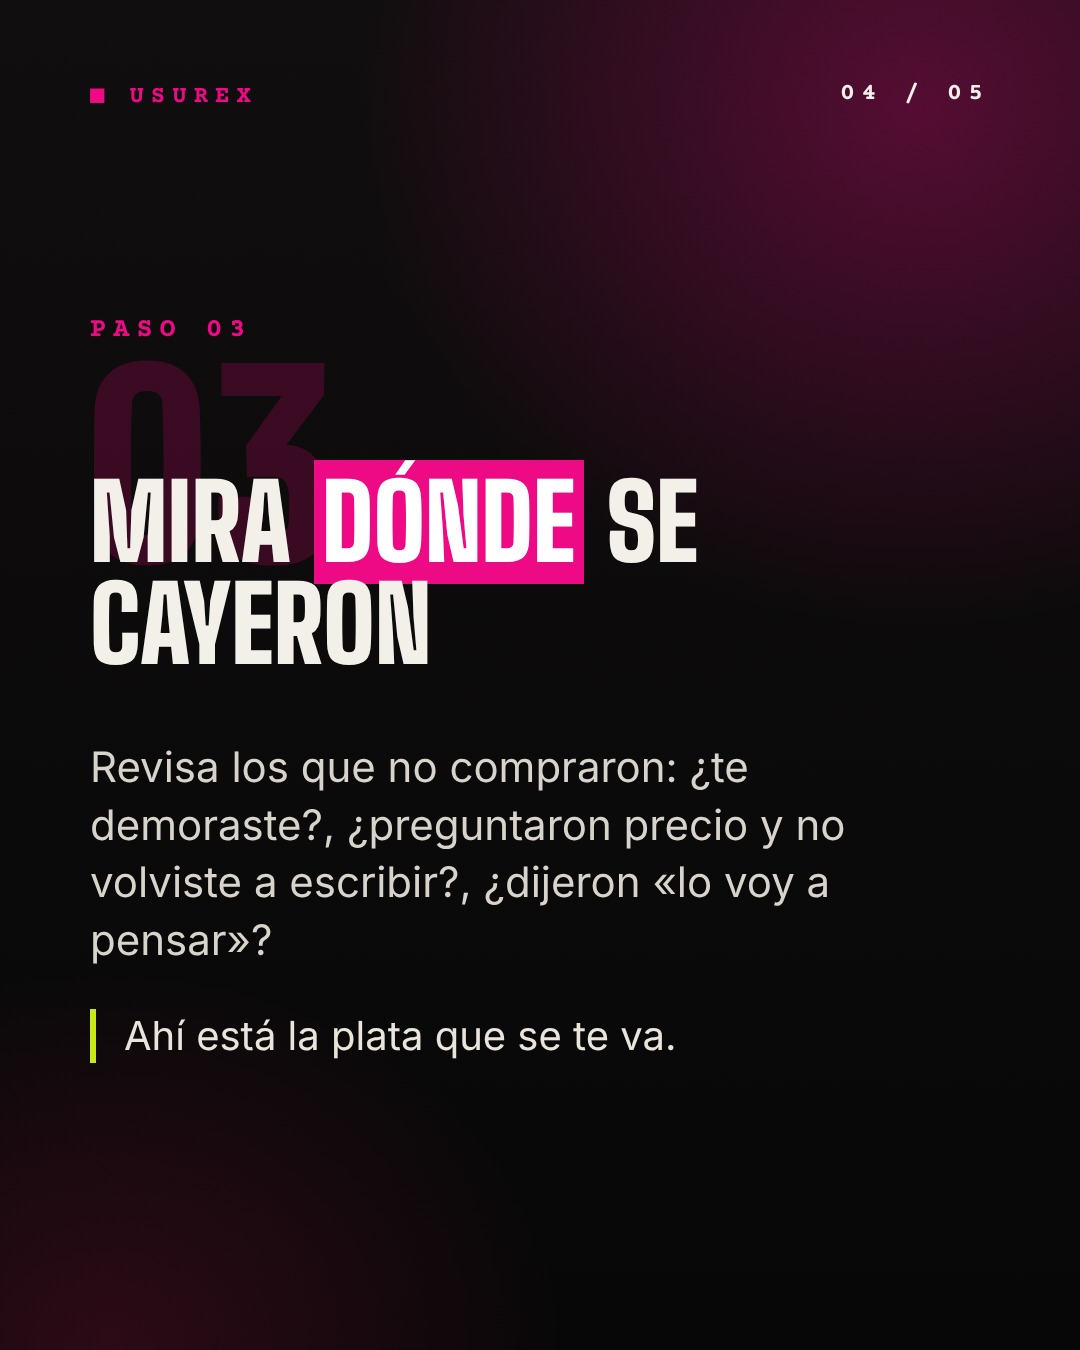 USUREX
04 / 05
PASO 03
03
MIRA DÓNDE SE
CAYERON
Revisa los que no compraron: ¿te
demoraste?, ¿preguntaron precio y no
volviste a escribir?, ¿dijeron «lo voy a
pensar»?
Ahí está la plata que se te va.